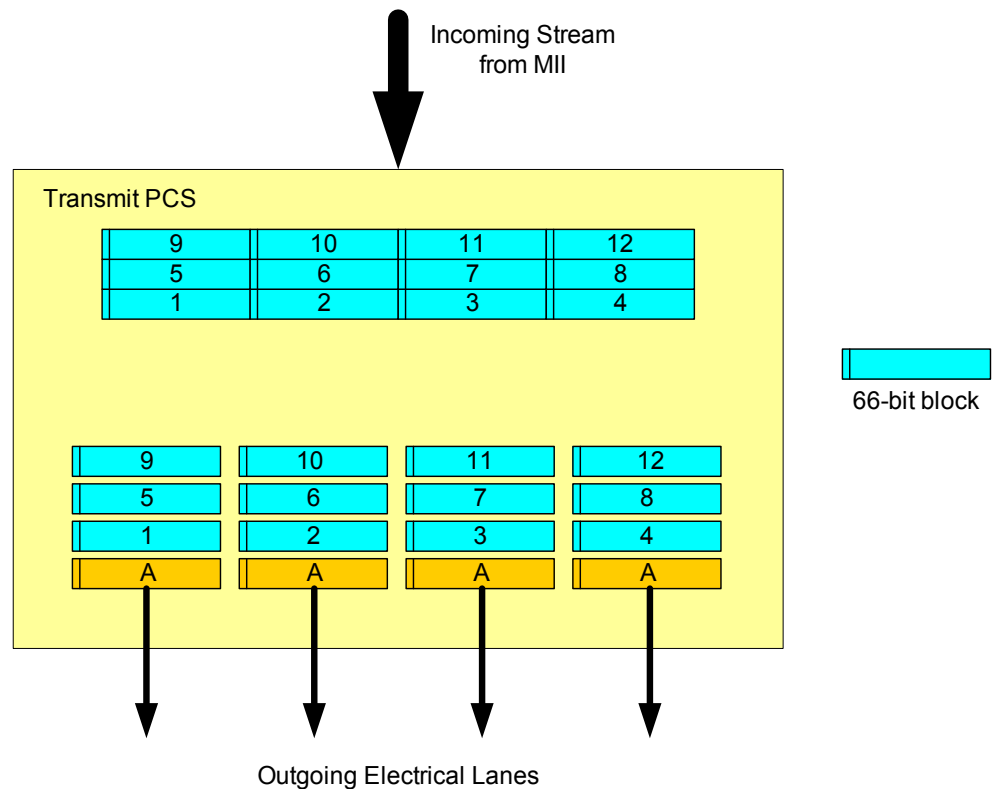 Incoming Stream
from MII
Transmit PCS
9 10 11 12
5 6 7 8
1 2 3 4
66-bit block
9 10 11 12
5 6 7 8
1 2 3 4
A A A A
Outgoing Electrical Lanes